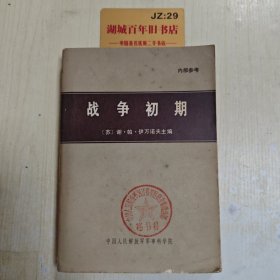 JZ:29
湖城百年旧书店
内部参考
战争初期
〔苏〕谢·帕·伊万诺夫主编
中国人民解放军军事科学院